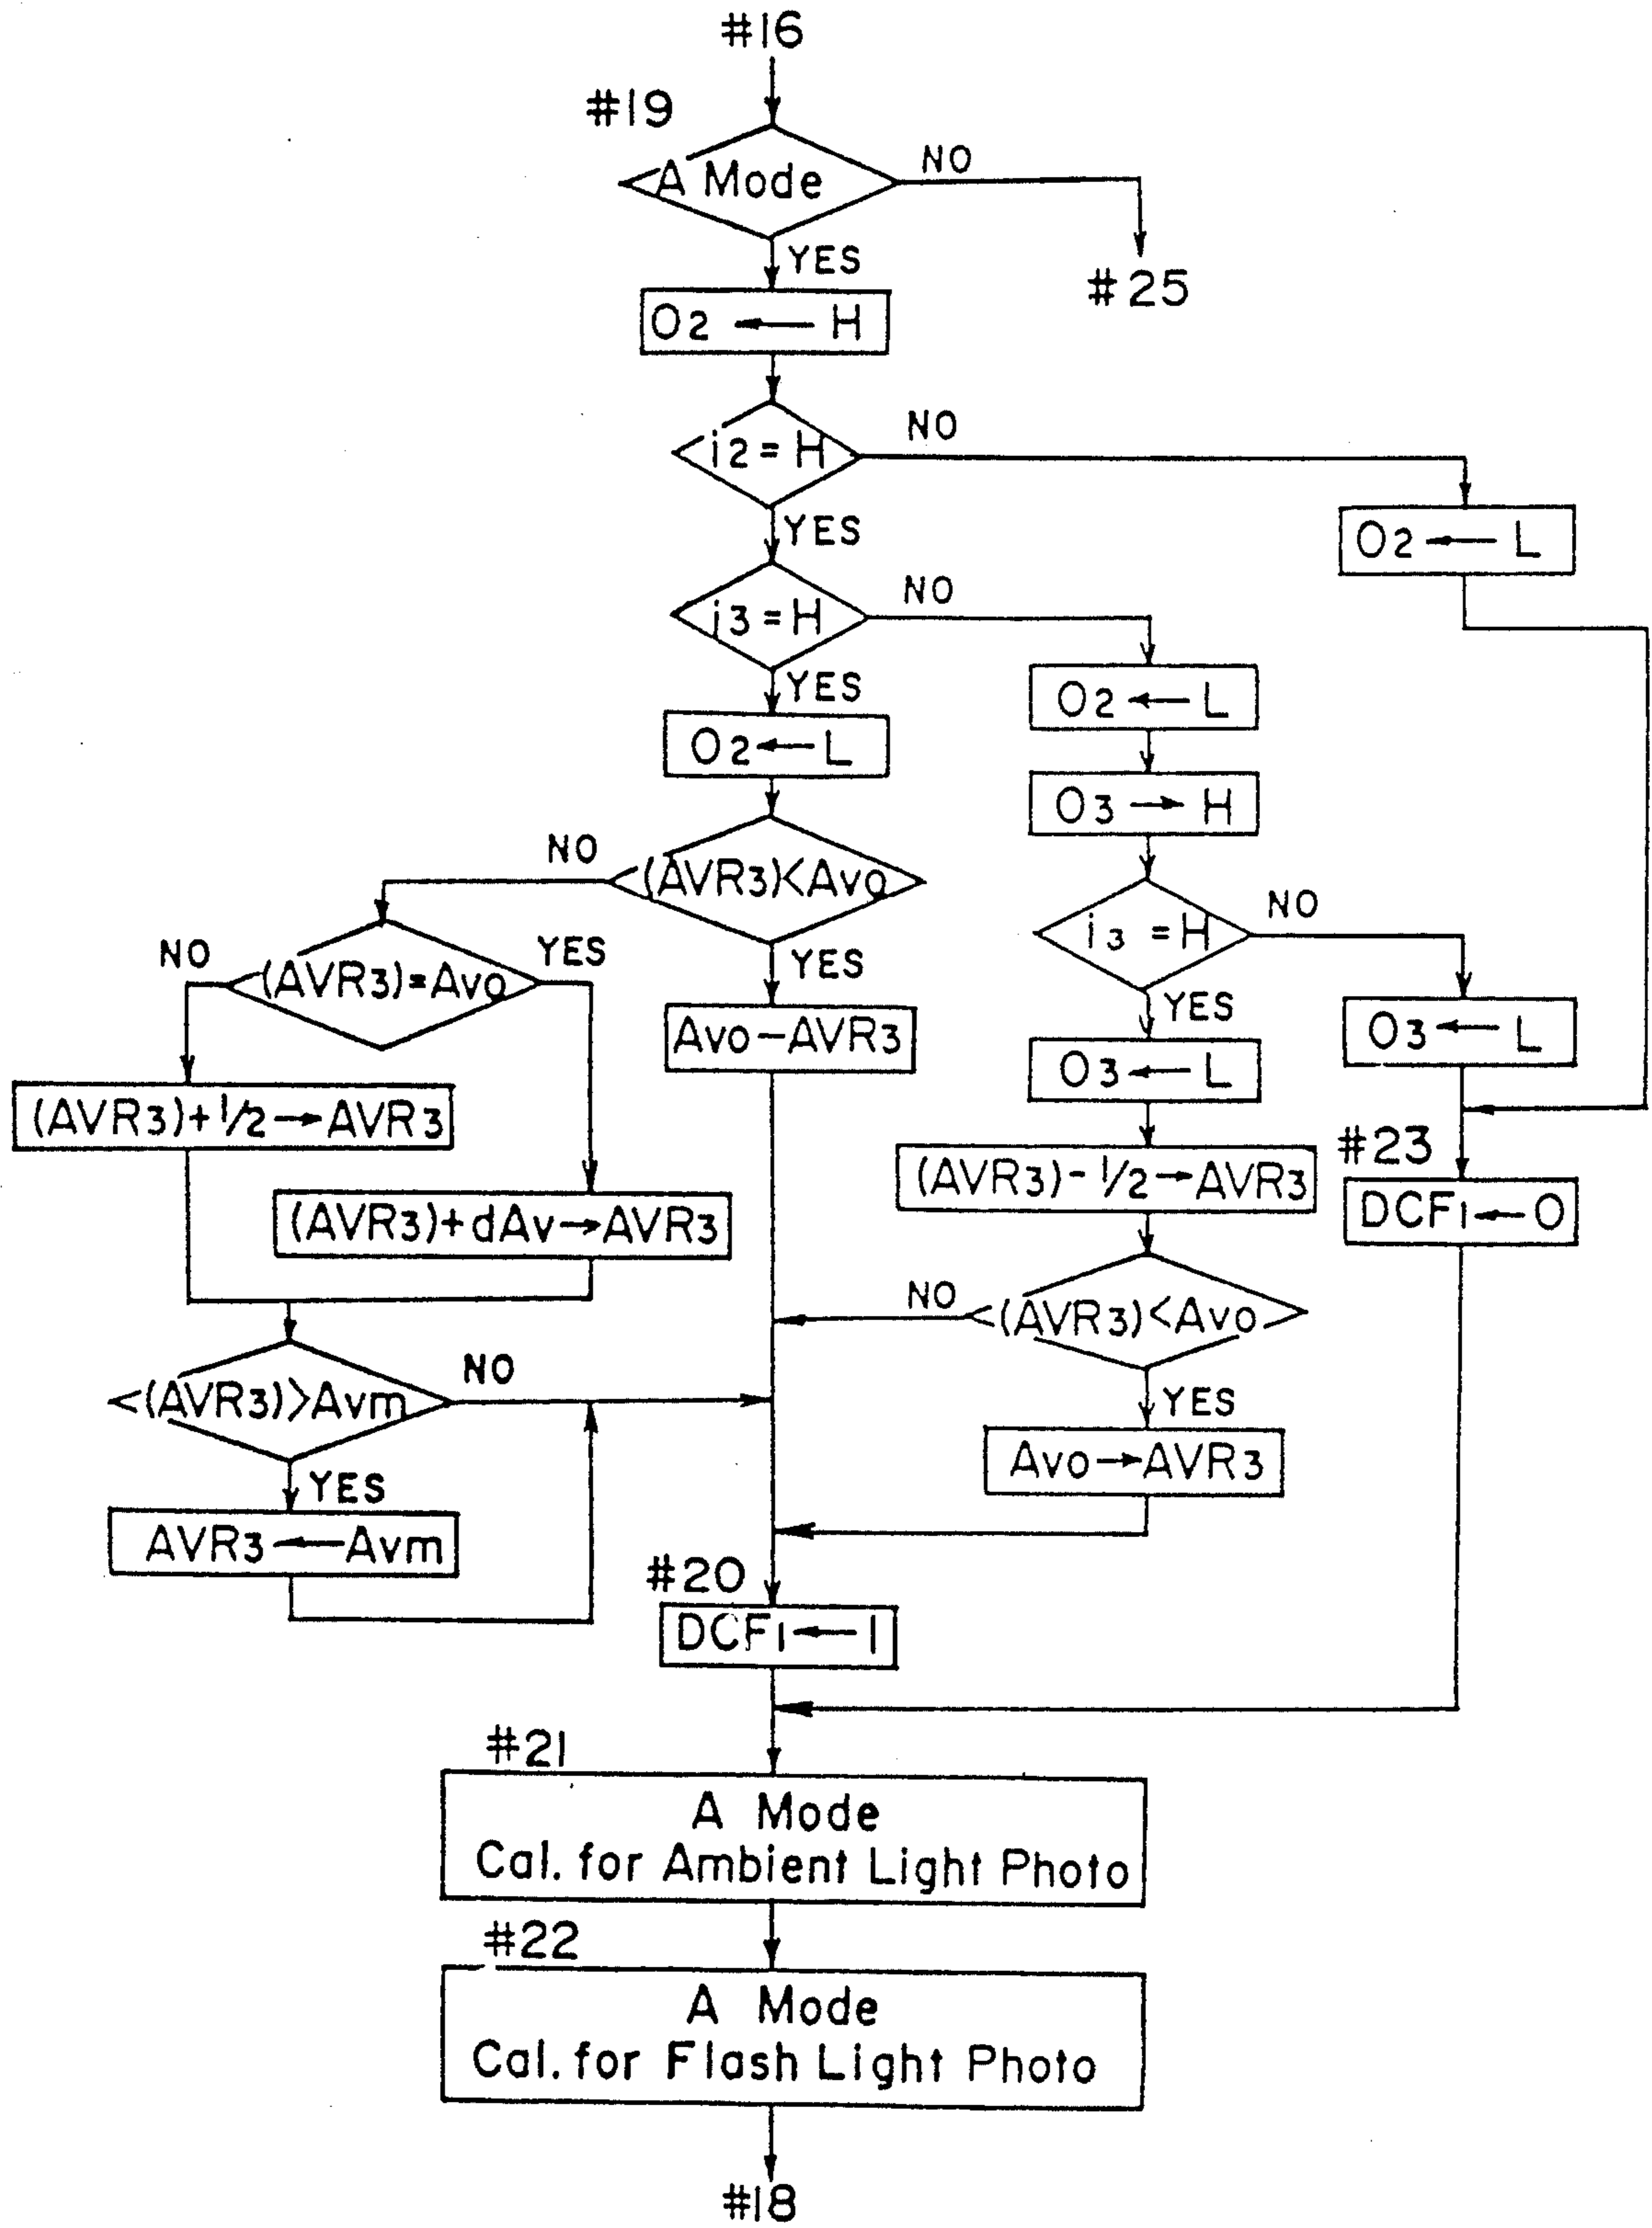 #16
#19
A Mode
NO
YES
#25
O2 ← H
i2 = H
NO
YES
O2 ← L
i3 = H
NO
YES
O2 ← L
O2 ← L
O3 → H
(AVR3)<Avo
NO
YES
i3 = H
NO
YES
(AVR3)=Avo
NO
YES
Avo-AVR3
O3 ← L
O3 ← L
(AVR3)+1/2→AVR3
#23
(AVR3)-1/2→AVR3
DCF1←0
(AVR3)+dAv→AVR3
(AVR3)<Avo
NO
YES
(AVR3)>Avm
NO
YES
Avo→AVR3
AVR3←Avm
#20
DCF1←1
#21
A Mode
Cal. for Ambient Light Photo
#22
A Mode
Cal. for Flash Light Photo
#18